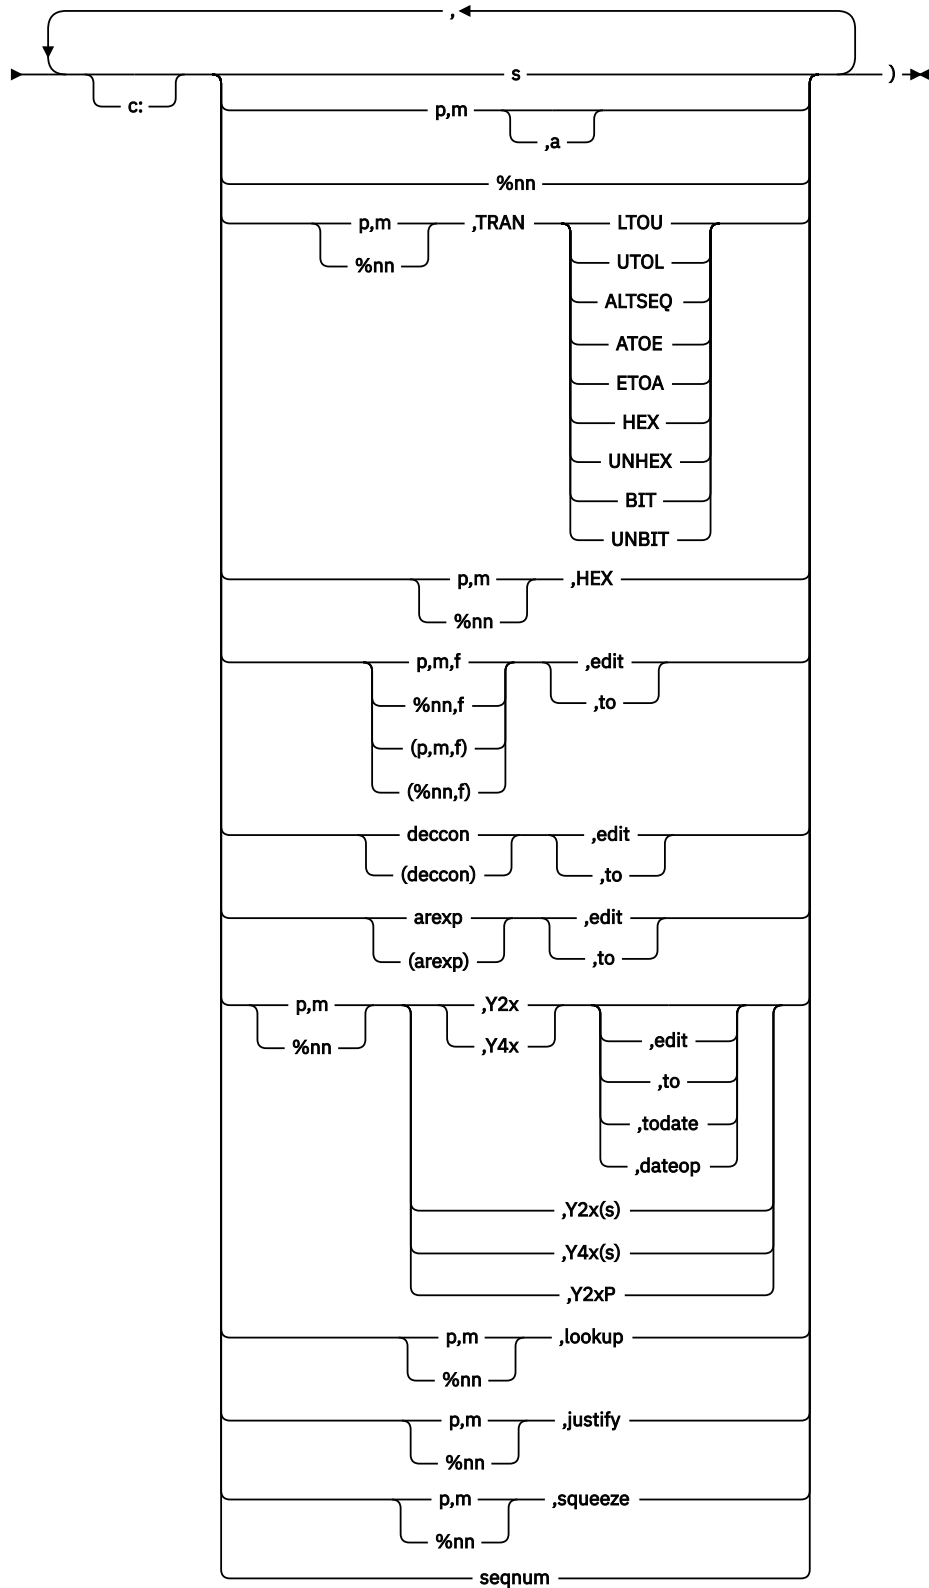 ,
s )
c:
p,m
,a
%nn
p,m ,TRAN LTOU
%nn UTOL
ALTSEQ
ATOE
ETOA
HEX
UNHEX
BIT
UNBIT
p,m ,HEX
%nn
p,m,f ,edit
%nn,f ,to
(p,m,f)
(%nn,f)
deccon ,edit
(deccon) ,to
arexp ,edit
(arexp) ,to
p,m ,Y2x
%nn ,Y4x ,edit
,to
,todate
,dateop
,Y2x(s)
,Y4x(s)
,Y2xP
p,m ,lookup
%nn
p,m ,justify
%nn
p,m ,squeeze
%nn
seqnum